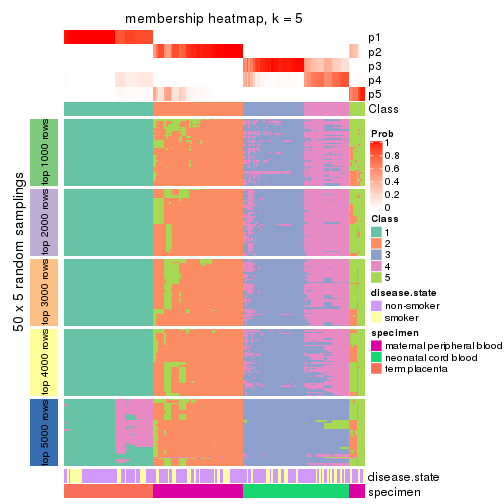 membership heatmap, k = 5
p1
p2
p3
p4
p5
Class
50 x 5 random samplings
top 1000 rows
top 2000 rows
top 3000 rows
top 4000 rows
top 5000 rows
disease.state
specimen
Prob
1
0.8
0.6
0.4
0.2
0
Class
1
2
3
4
5
disease.state
non-smoker
smoker
specimen
maternal peripheral blood
neonatal cord blood
term placenta